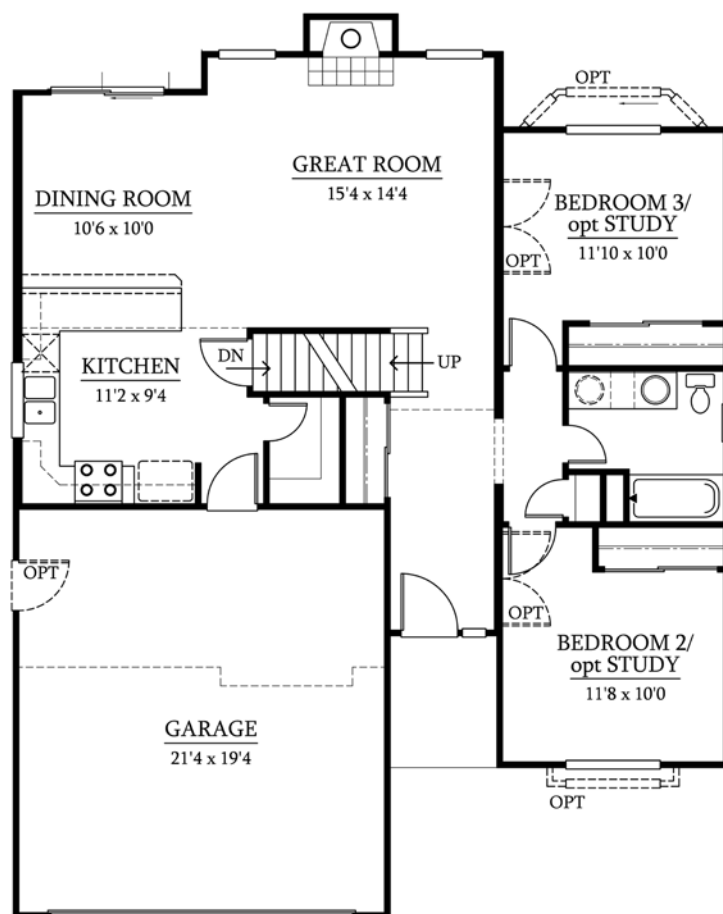 OPT
GREAT ROOM
15'4 x 14'4
DINING ROOM
10'6 x 10'0
BEDROOM 3/
opt STUDY
11'10 x 10'0
OPT
KITCHEN
11'2 x 9'4
DN
UP
OPT
OPT
BEDROOM 2/
opt STUDY
11'8 x 10'0
GARAGE
21'4 x 19'4
OPT